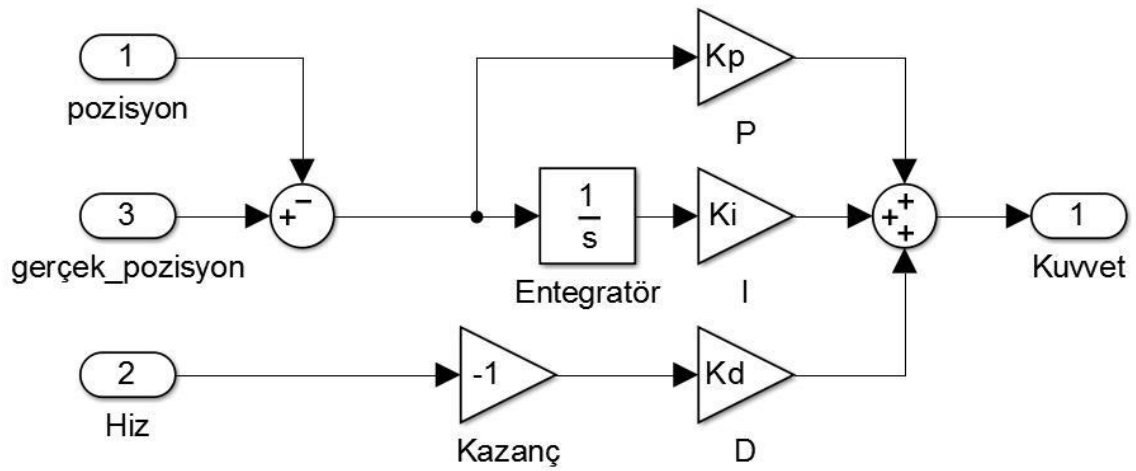 1
pozisyon
3
gerçek_pozisyon
2
Hiz
−
+
1
s
Entegratör
-1
Kazanç
Kp
P
Ki
I
Kd
D
+
+
+
1
Kuvvet